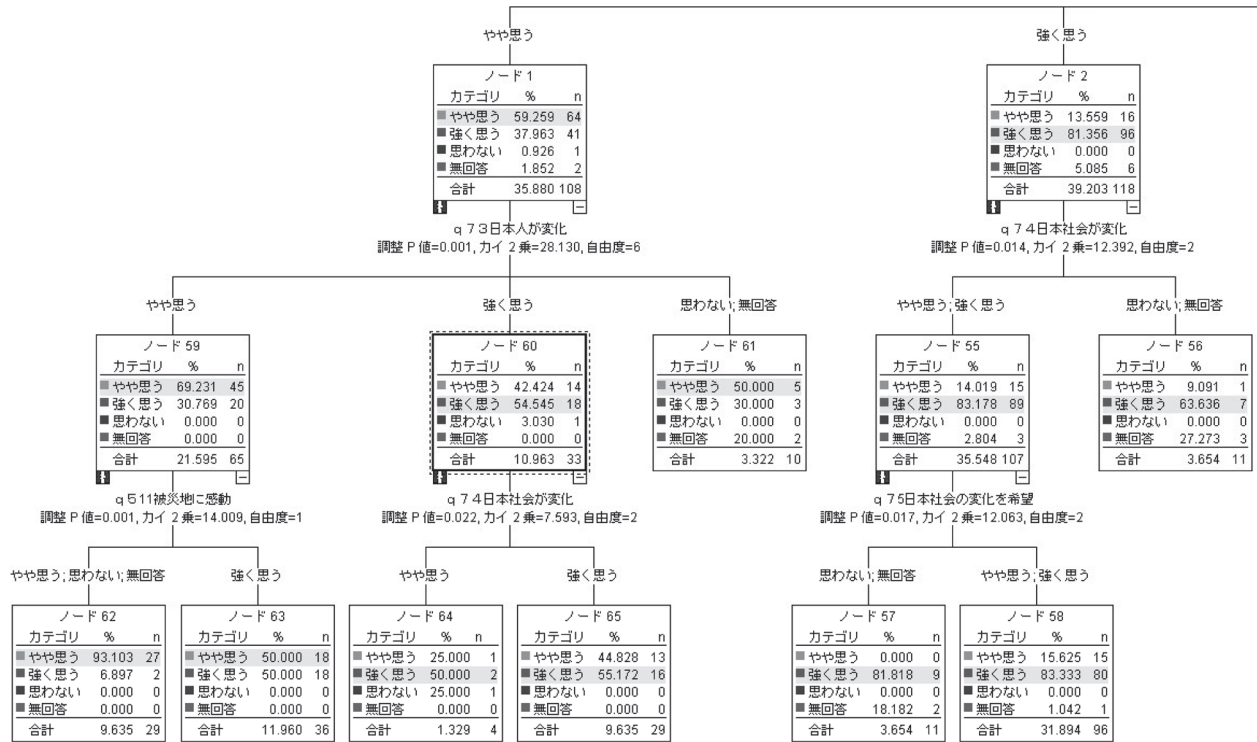 やや思う
強く思う
ノード 1
カテゴリ % n
やや思う 59.259 64
強く思う 37.963 41
思わない 0.926 1
無回答 1.852 2
合計 35.880 108
ノード 2
カテゴリ % n
やや思う 13.559 16
強く思う 81.356 96
思わない 0.000 0
無回答 5.085 6
合計 39.203 118
q 7 3日本人が変化
調整 P 値=0.001, カイ 2 乗=28.130, 自由度=6
q 7 4日本社会が変化
調整 P 値=0.014, カイ 2 乗=12.392, 自由度=2
やや思う
強く思う
思わない; 無回答
やや思う; 強く思う
思わない; 無回答
ノード 59
カテゴリ % n
やや思う 69.231 45
強く思う 30.769 20
思わない 0.000 0
無回答 0.000 0
合計 21.595 65
ノード 60
カテゴリ % n
やや思う 42.424 14
強く思う 54.545 18
思わない 3.030 1
無回答 0.000 0
合計 10.963 33
ノード 61
カテゴリ % n
やや思う 50.000 5
強く思う 30.000 3
思わない 0.000 0
無回答 20.000 2
合計 3.322 10
ノード 55
カテゴリ % n
やや思う 14.019 15
強く思う 83.178 89
思わない 0.000 0
無回答 2.804 3
合計 35.548 107
ノード 56
カテゴリ % n
やや思う 9.091 1
強く思う 63.636 7
思わない 0.000 0
無回答 27.273 3
合計 3.654 11
q 5 11被災地に感動
調整 P 値=0.001, カイ 2 乗=14.009, 自由度=1
q 7 4日本社会が変化
調整 P 値=0.022, カイ 2 乗=7.593, 自由度=2
q 7 5日本社会の変化を希望
調整 P 値=0.017, カイ 2 乗=12.063, 自由度=2
やや思う; 思わない; 無回答
強く思う
やや思う
強く思う
思わない; 無回答
やや思う; 強く思う
ノード 62
カテゴリ % n
やや思う 93.103 27
強く思う 6.897 2
思わない 0.000 0
無回答 0.000 0
合計 9.635 29
ノード 63
カテゴリ % n
やや思う 50.000 18
強く思う 50.000 18
思わない 0.000 0
無回答 0.000 0
合計 11.960 36
ノード 64
カテゴリ % n
やや思う 25.000 1
強く思う 50.000 2
思わない 25.000 1
無回答 0.000 0
合計 1.329 4
ノード 65
カテゴリ % n
やや思う 44.828 13
強く思う 55.172 16
思わない 0.000 0
無回答 0.000 0
合計 9.635 29
ノード 57
カテゴリ % n
やや思う 0.000 0
強く思う 81.818 9
思わない 0.000 0
無回答 18.182 2
合計 3.654 11
ノード 58
カテゴリ % n
やや思う 15.625 15
強く思う 83.333 80
思わない 0.000 0
無回答 1.042 1
合計 31.894 96